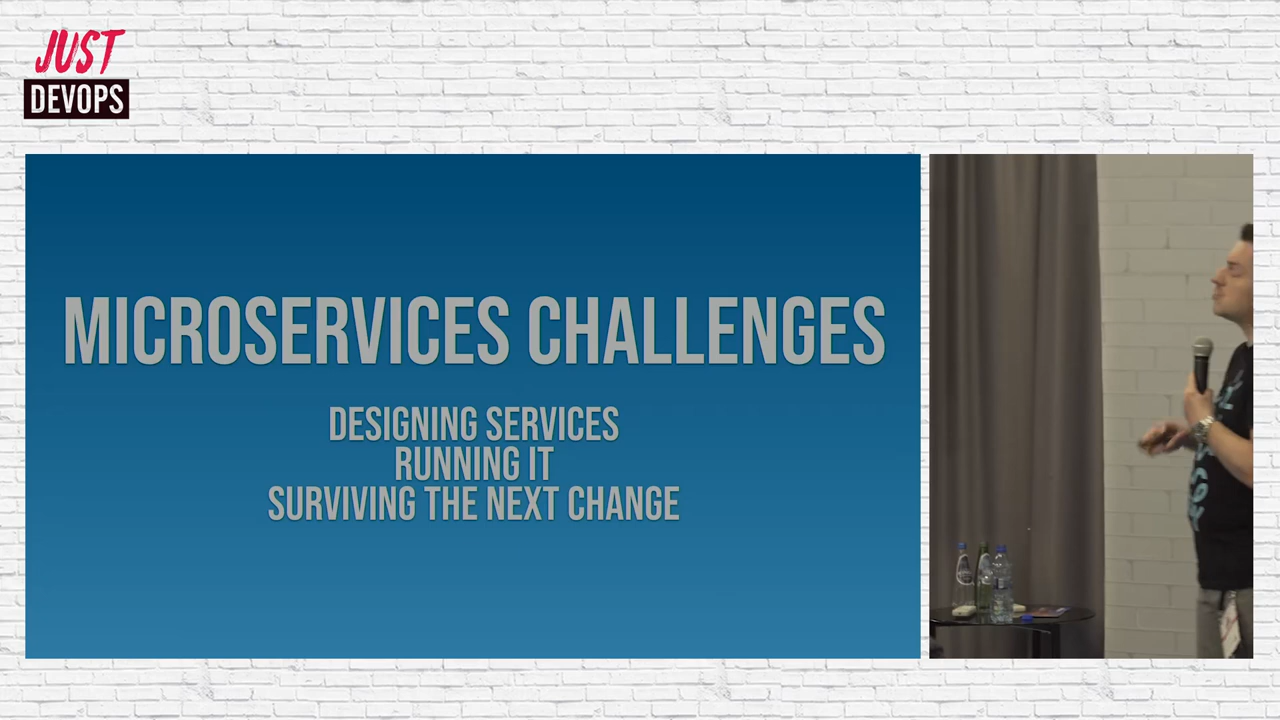 JUST
DEVOPS
MICROSERVICES CHALLENGES
DESIGNING SERVICES
RUNNING IT
SURVIVING THE NEXT CHANGE